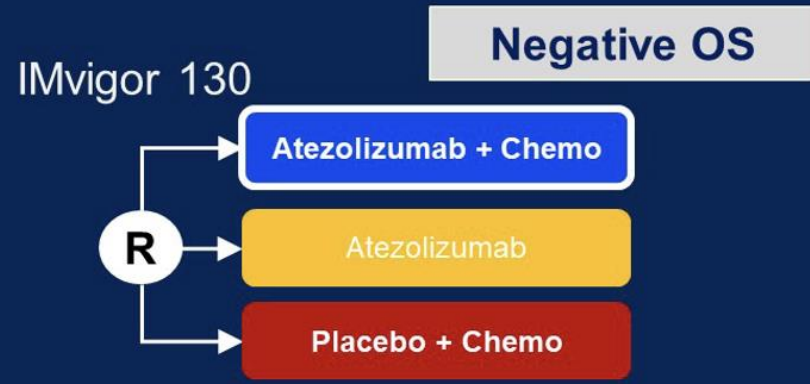 Negative OS
IMvigor 130
Atezolizumab + Chemo
R
Atezolizumab
Placebo + Chemo